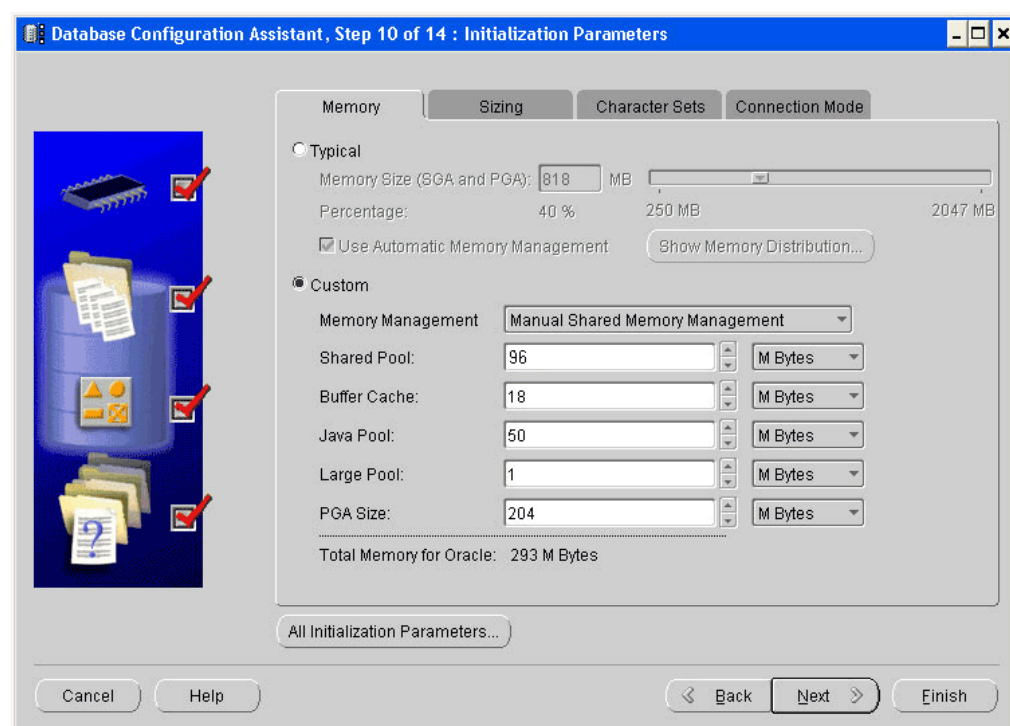 Database Configuration Assistant, Step 10 of 14 : Initialization Parameters
Memory Sizing Character Sets Connection Mode
Typical
Memory Size (SGA and PGA): 818 MB
Percentage: 40 % 250 MB 2047 MB
Use Automatic Memory Management Show Memory Distribution...
Custom
Memory Management Manual Shared Memory Management
Shared Pool: 96 M Bytes
Buffer Cache: 18 M Bytes
Java Pool: 50 M Bytes
Large Pool: 1 M Bytes
PGA Size: 204 M Bytes
Total Memory for Oracle: 293 M Bytes
?
All Initialization Parameters...
Cancel Help Back Next Finish